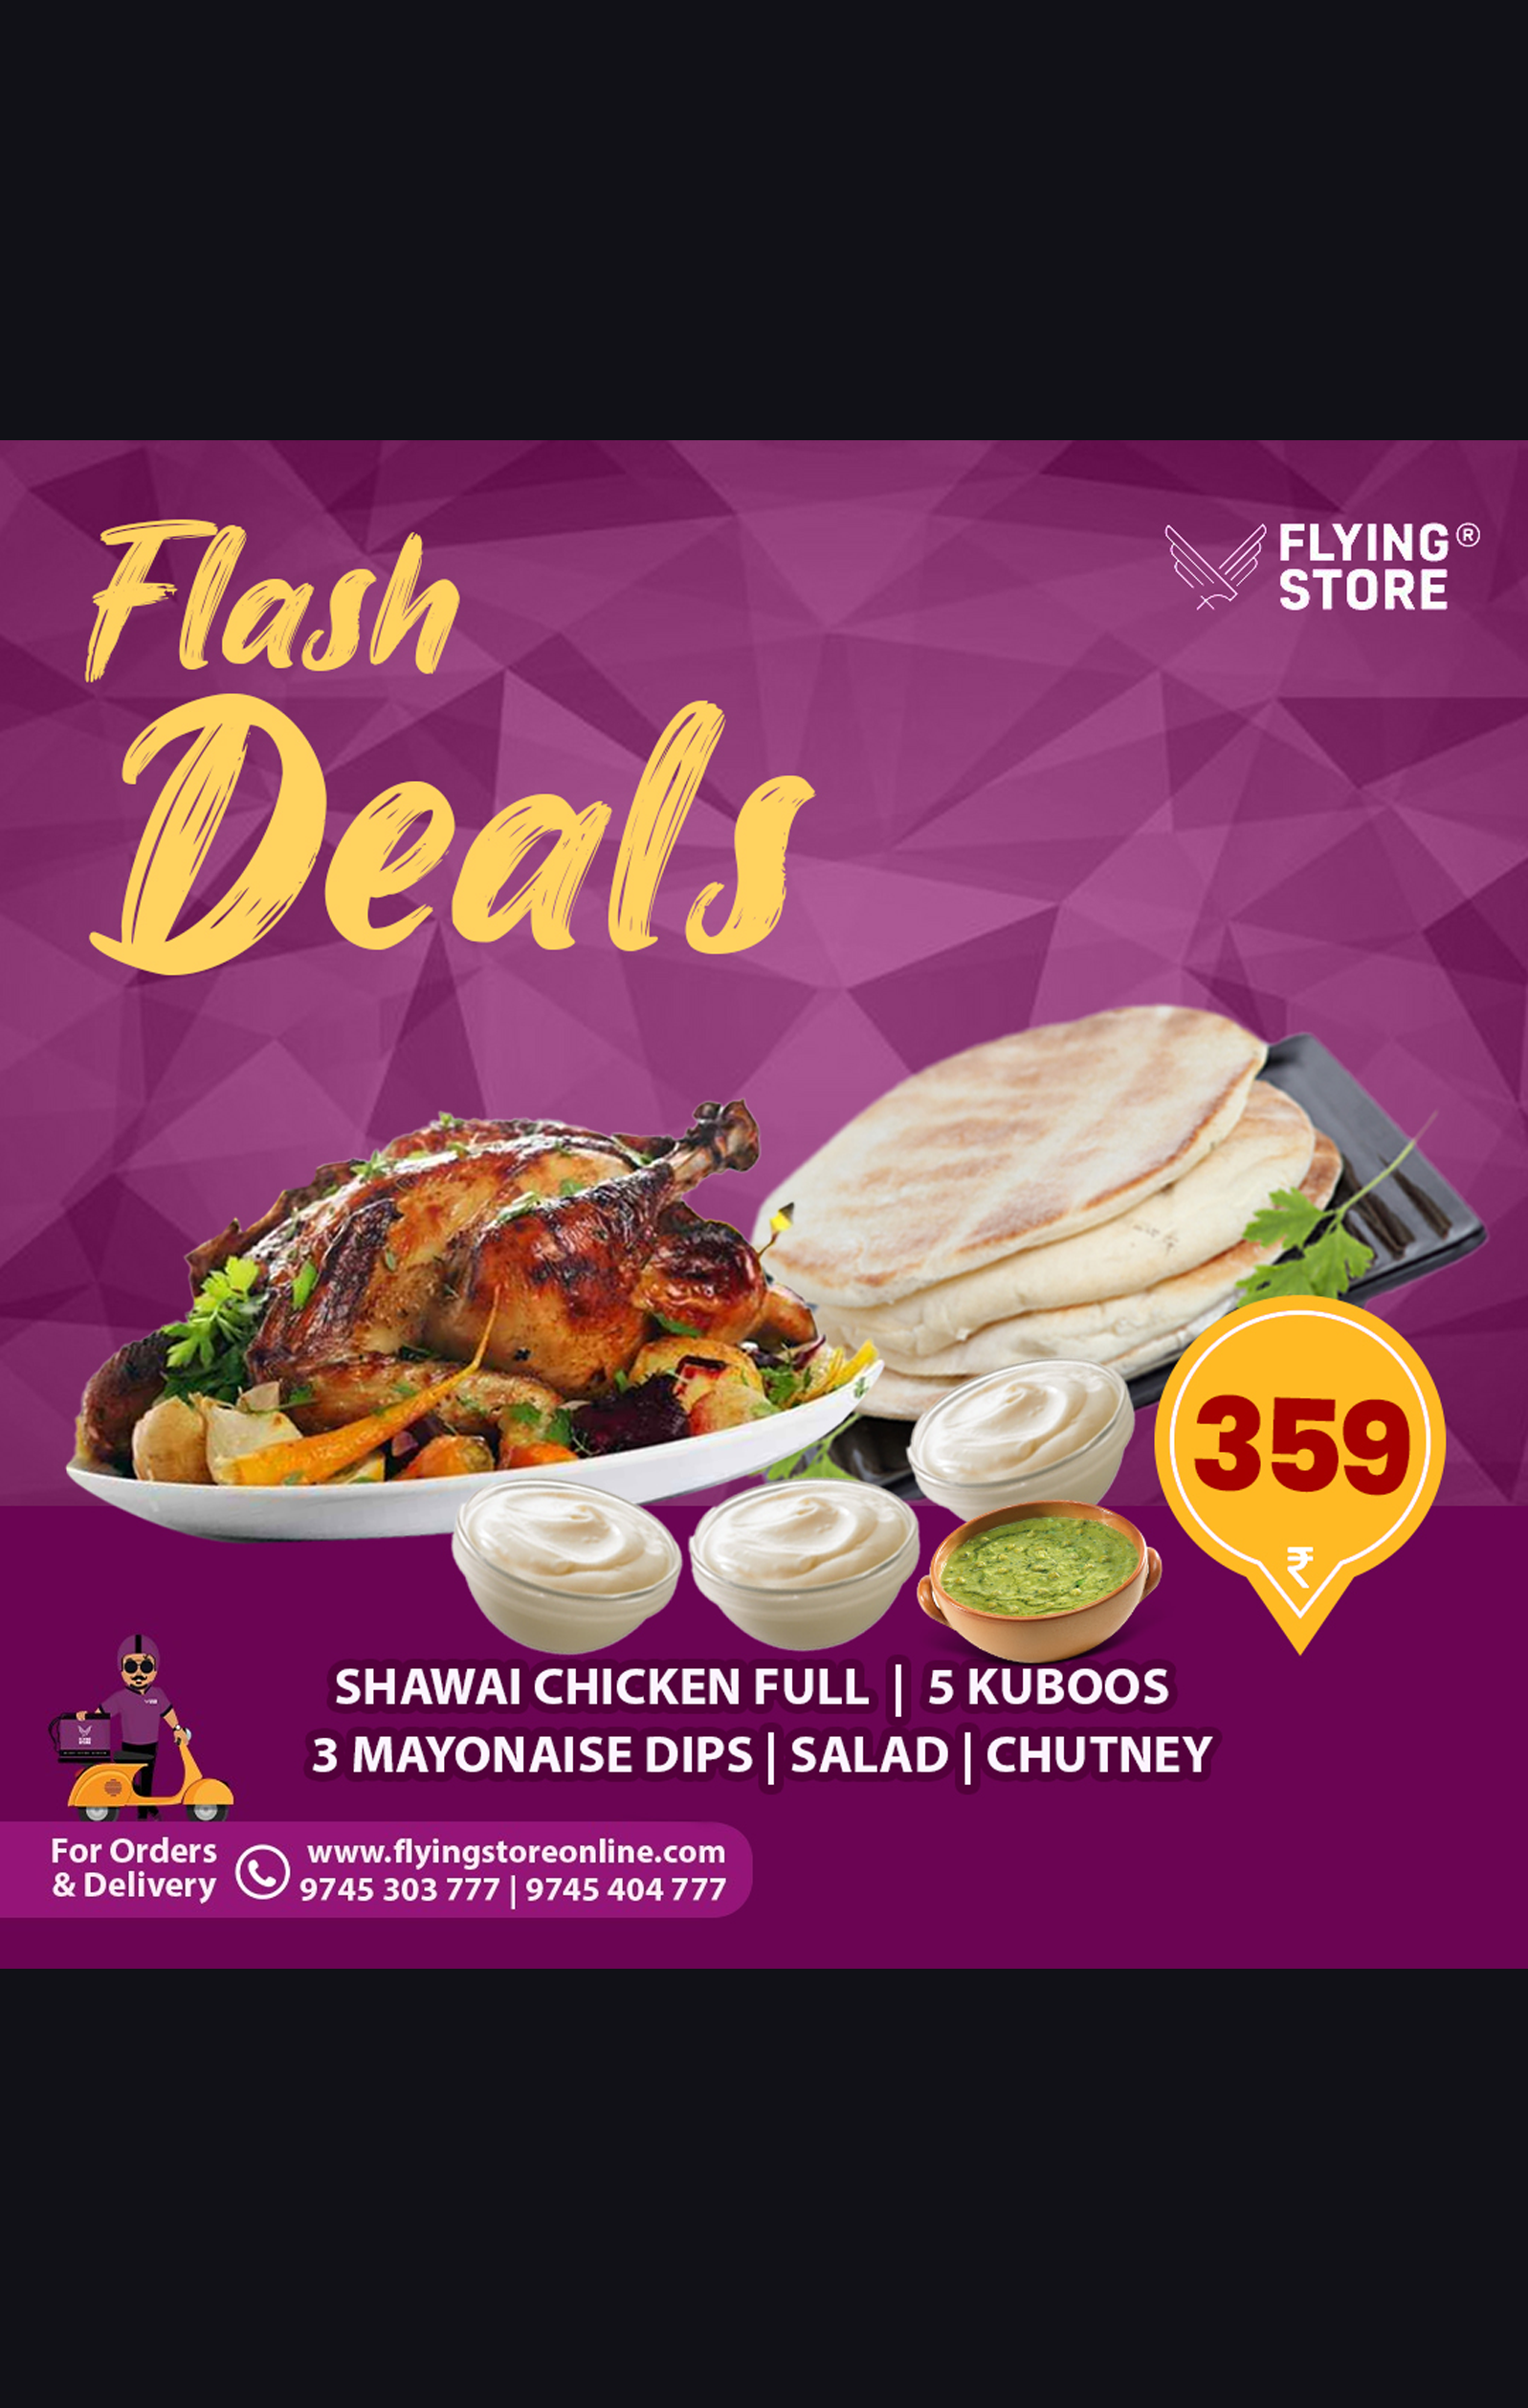 Flash
Deals
FLYING®
STORE
359
₹
SHAWAI CHICKEN FULL | 5 KUBOOS
3 MAYONAISE DIPS | SALAD | CHUTNEY
For Orders
& Delivery
www.flyingstoreonline.com
9745 303 777 | 9745 404 777